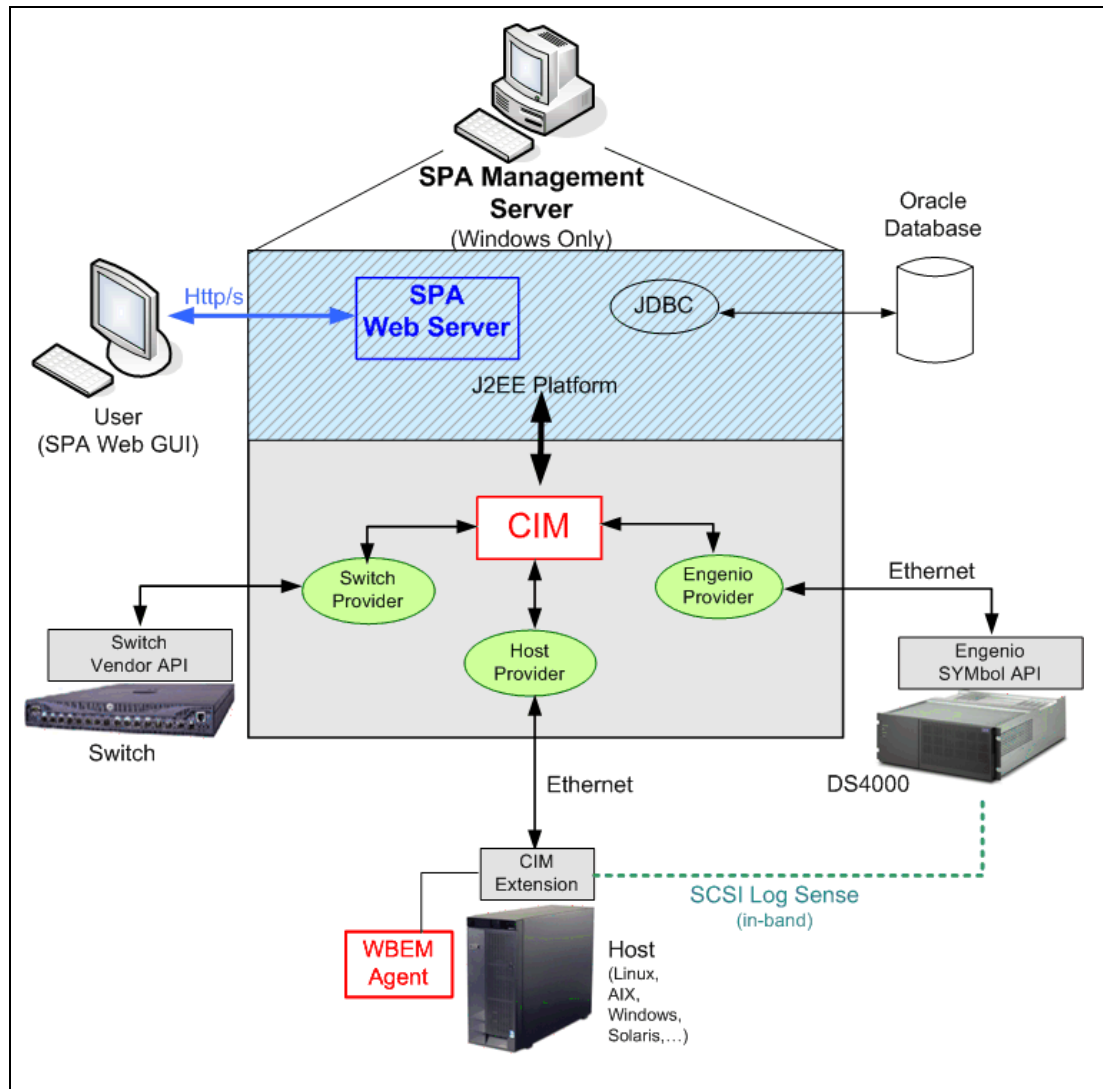 SPA Management
Server
(Windows Only)
Oracle
Database
Http/s
SPA
Web Server
JDBC
J2EE Platform
User
(SPA Web GUI)
CIM
Switch
Provider
Engenio
Provider
Ethernet
Host
Provider
Switch
Vendor API
Engenio
SYMbol API
Switch
DS4000
Ethernet
CIM
Extension
SCSI Log Sense
(in-band)
WBEM
Agent
Host
(Linux,
AIX,
Windows,
Solaris,...)